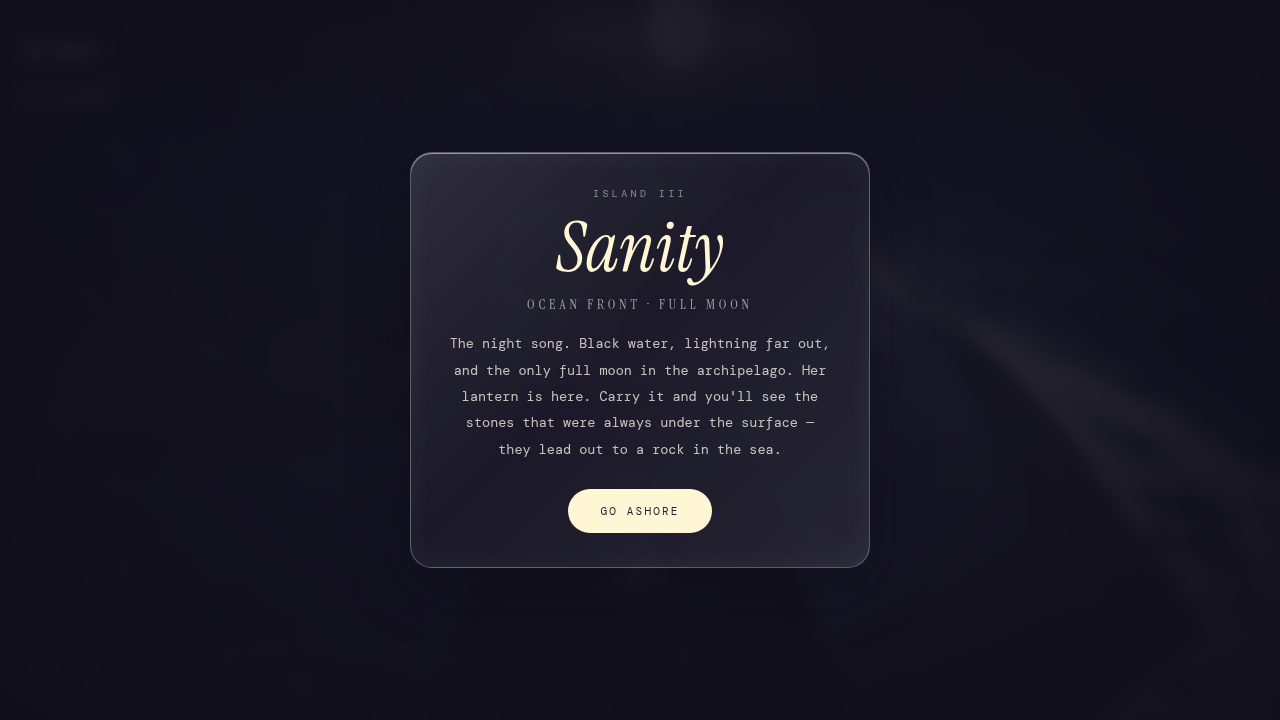 ISLAND III
Sanity
OCEAN FRONT · FULL MOON
The night song. Black water, lightning far out,
and the only full moon in the archipelago. Her
lantern is here. Carry it and you'll see the
stones that were always under the surface —
they lead out to a rock in the sea.
GO ASHORE